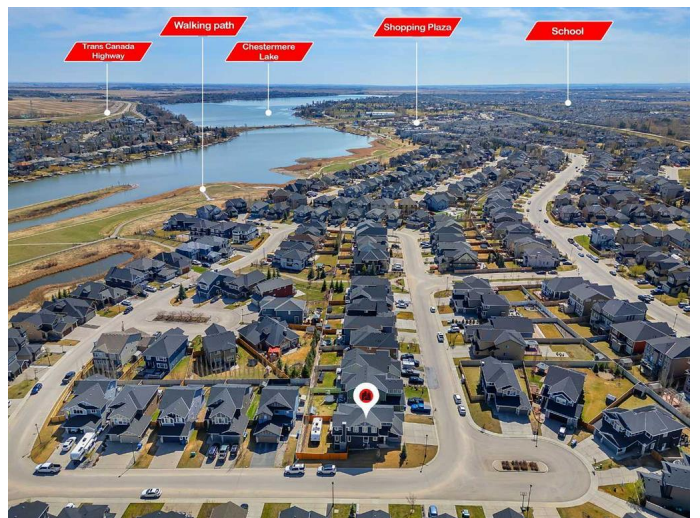 Trans Canada
Highway
Walking path
Chestermere
Lake
Shopping Plaza
School